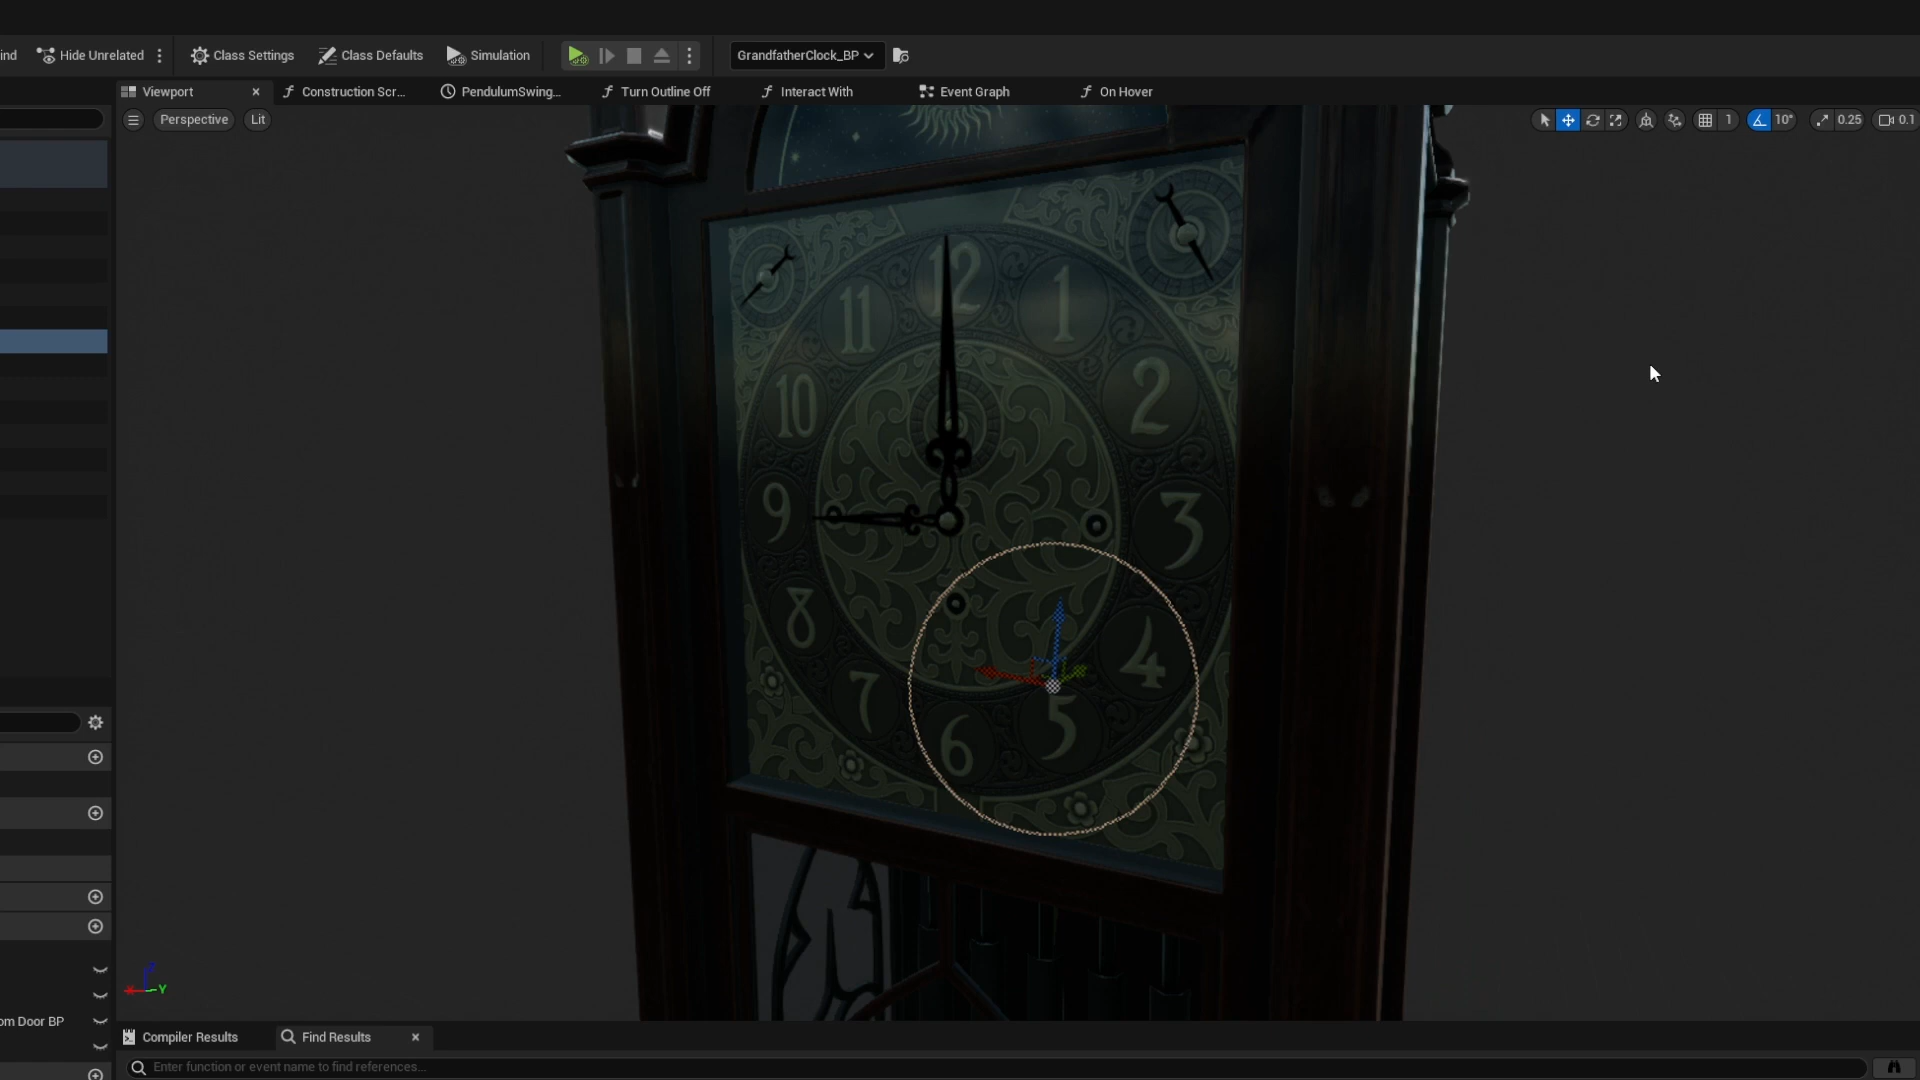 ind
Hide Unrelated
Class Settings
Class Defaults
Simulation
GrandfatherClock_BP
Viewport
Construction Scr...
PendulumSwing...
Turn Outline Off
Interact With
Event Graph
On Hover
Perspective
Lit
1
10°
0.25
0.1
12
11
1
10
2
9
3
8
4
7
5
6
Y
om Door BP
Compiler Results
Find Results
Enter function or event name to find references...